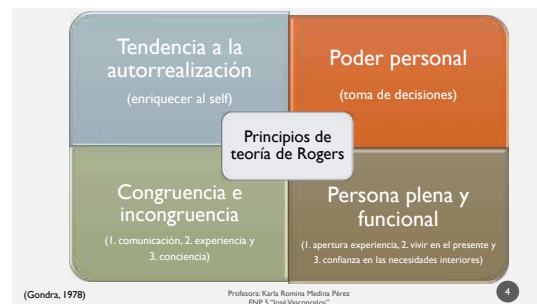 Tendencia a la
autorrealización
(enriquecer al self)
Poder personal
(toma de decisiones)
Principios de
teoría de Rogers
Congruencia e
incongruencia
(1. comunicación, 2. experiencia y
3. conciencia)
Persona plena y
funcional
(1. apertura experiencia, 2. vivir en el presente y
3. confianza en las necesidades interiores)
(Gondra, 1978)
Profesora: Karla Romina Medina Pérez
ENP 5 "José Vasconcelos"
4